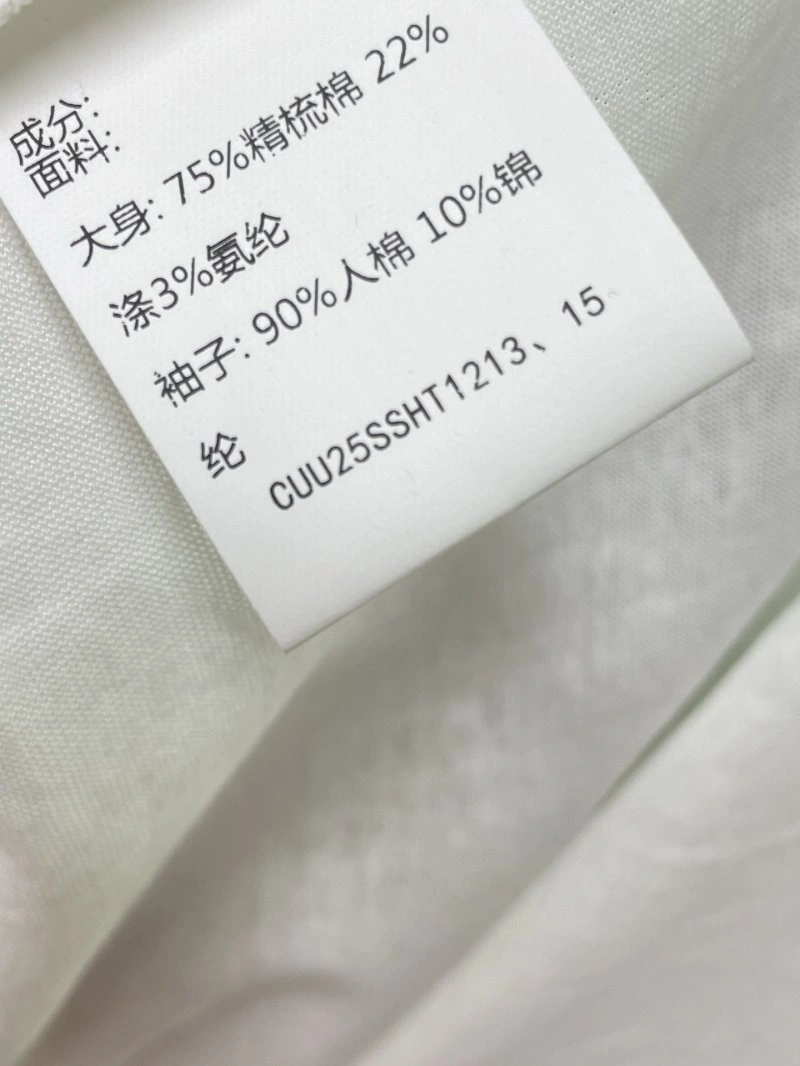 成分:
面料:
大身: 75%精梳棉 22%
涤3%氨纶
袖子: 90%人棉 10%锦
纶
CUU25SSHT1213、15